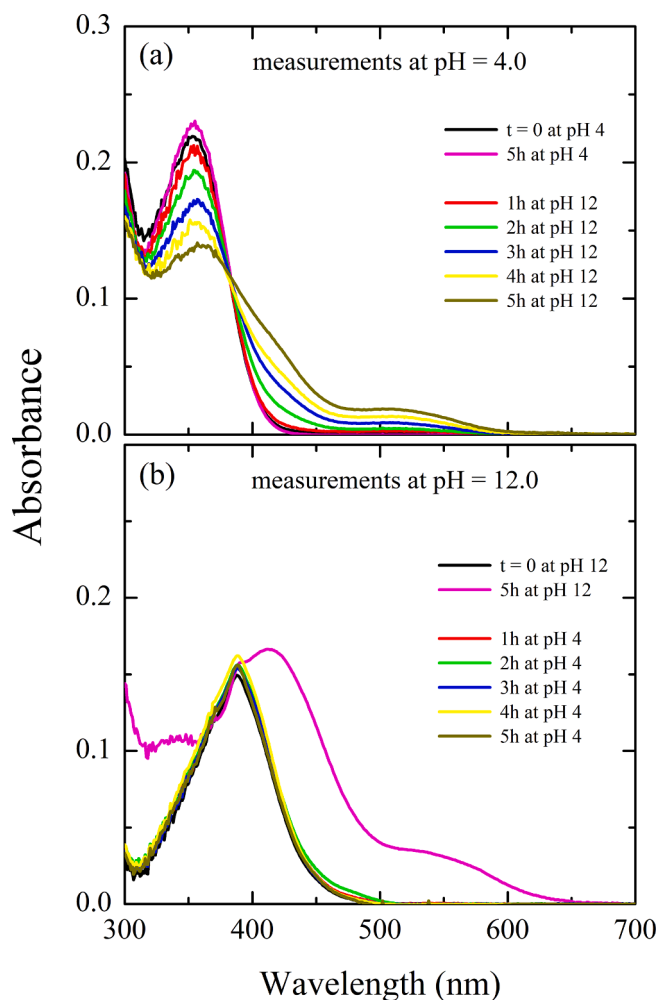 0.3
(a)
measurements at pH = 4.0
t = 0 at pH 4
5h at pH 4
0.2
1h at pH 12
2h at pH 12
3h at pH 12
4h at pH 12
0.1
5h at pH 12
0.0
Absorbance
(b)
measurements at pH = 12.0
t = 0 at pH 12
5h at pH 12
0.2
1h at pH 4
2h at pH 4
3h at pH 4
4h at pH 4
5h at pH 4
0.1
0.0
300 400 500 600 700
Wavelength (nm)